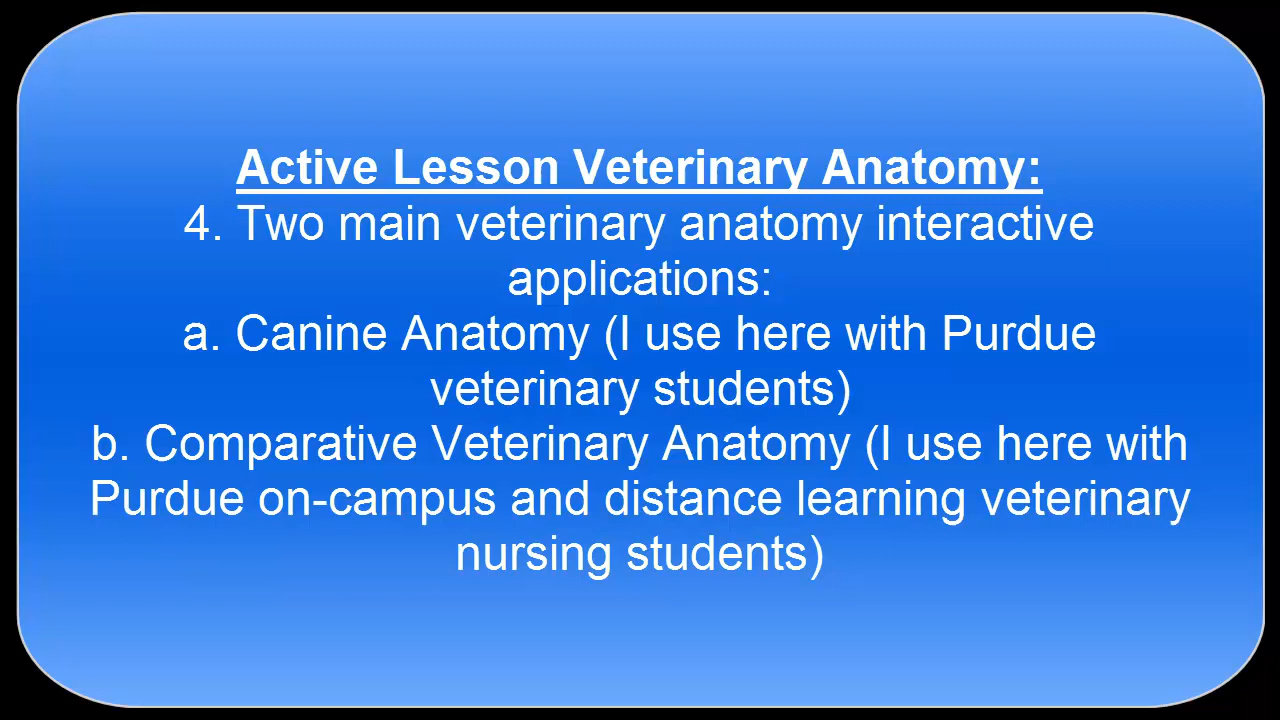 Active Lesson Veterinary Anatomy:
4. Two main veterinary anatomy interactive
applications:
a. Canine Anatomy (I use here with Purdue
veterinary students)
b. Comparative Veterinary Anatomy (I use here with
Purdue on-campus and distance learning veterinary
nursing students)